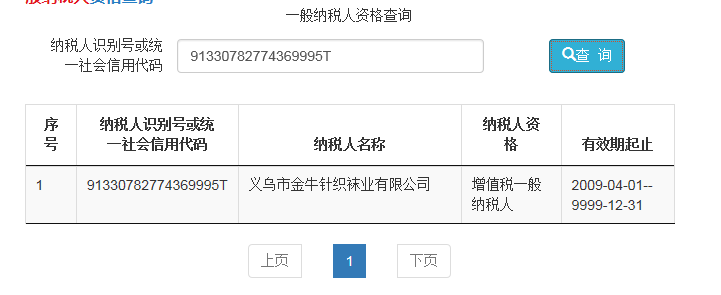 一般纳税人资格查询
纳税人识别号或统
一社会信用代码
91330782774369995T
查 询
序
号
纳税人识别号或统
一社会信用代码
纳税人名称
纳税人资
格
有效期起止
1
91330782774369995T
义乌市金牛针织袜业有限公司
增值税一般
纳税人
2009-04-01--
9999-12-31
上页
1
下页